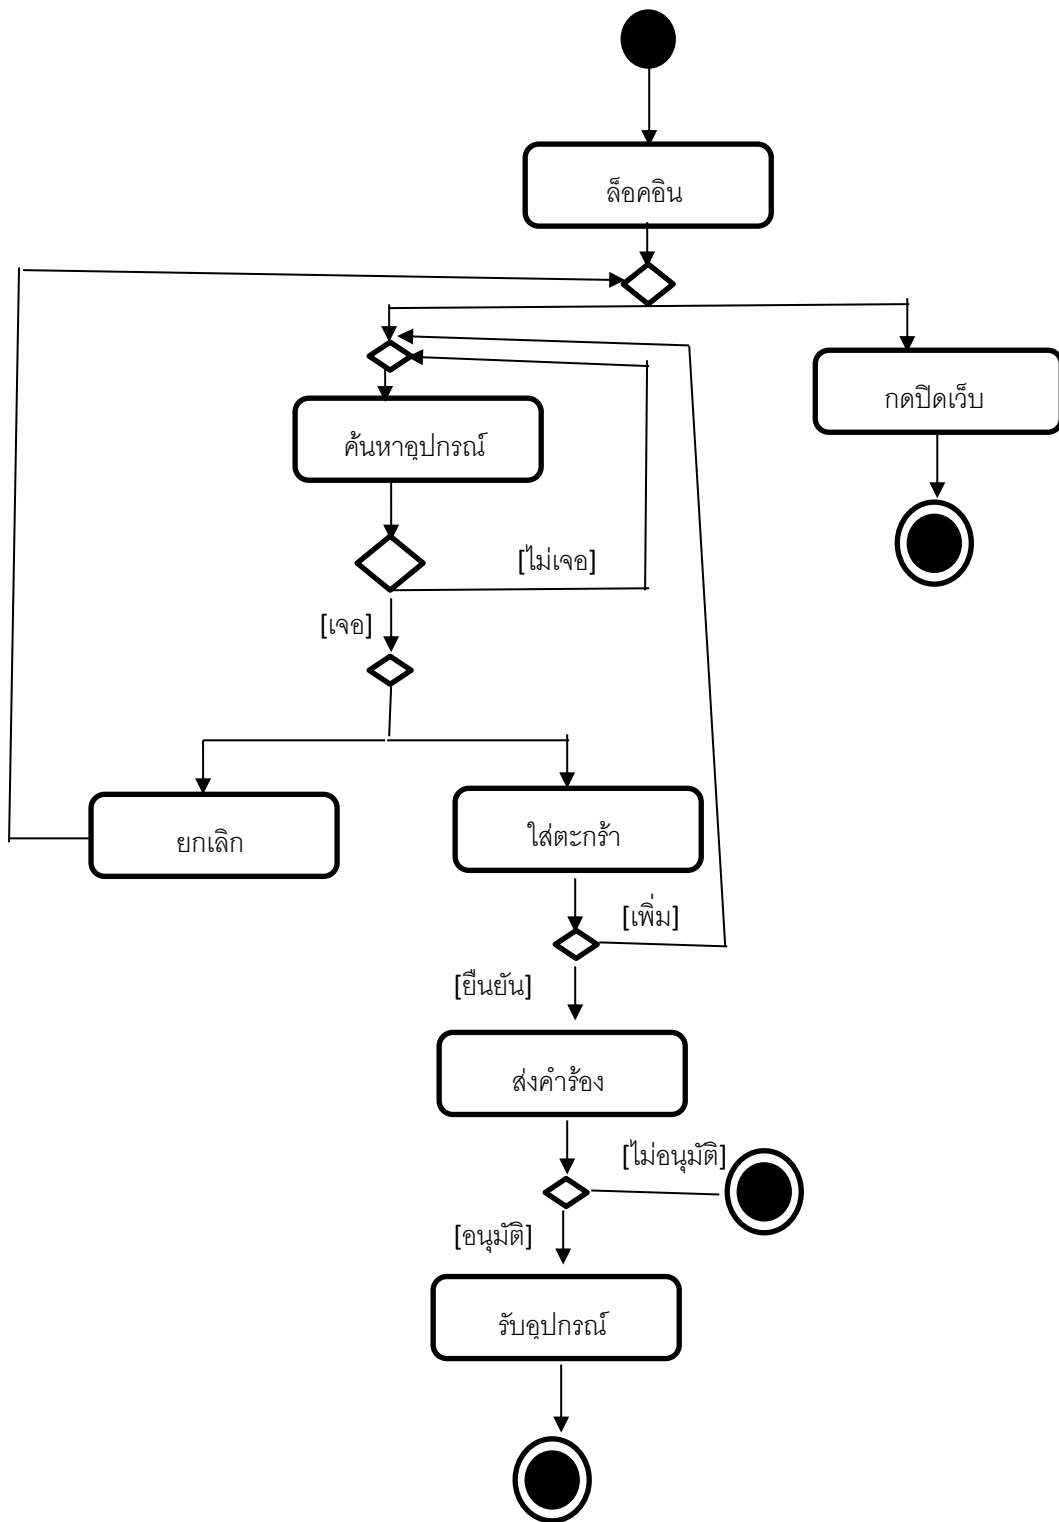 ล็อคอิน
กดปิดเว็บ
ค้นหาอุปกรณ์
[ไม่เจอ]
[เจอ]
ยกเลิก
ใส่ตะกร้า
[เพิ่ม]
[ยืนยัน]
ส่งคำร้อง
[ไม่อนุมัติ]
[อนุมัติ]
รับอุปกรณ์